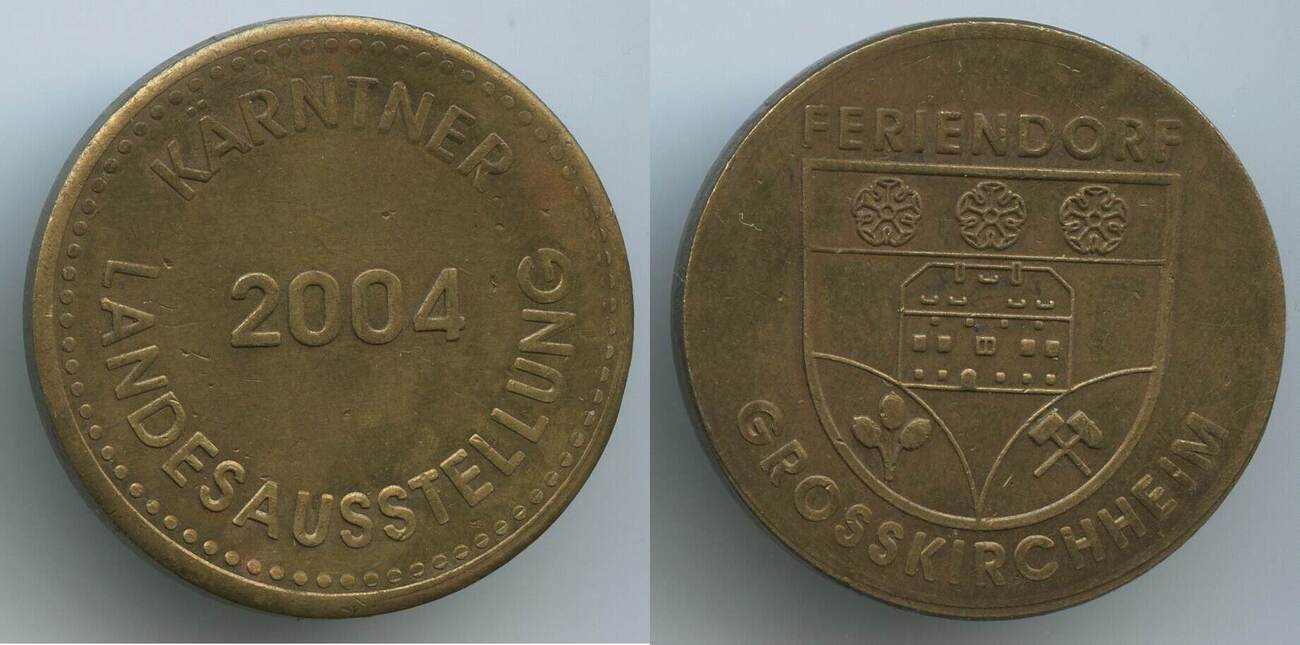 KÄRNTNER
2004
LANDESAUSSTELLUNG
FERIENDORF
GROSSKIRCHHEIM